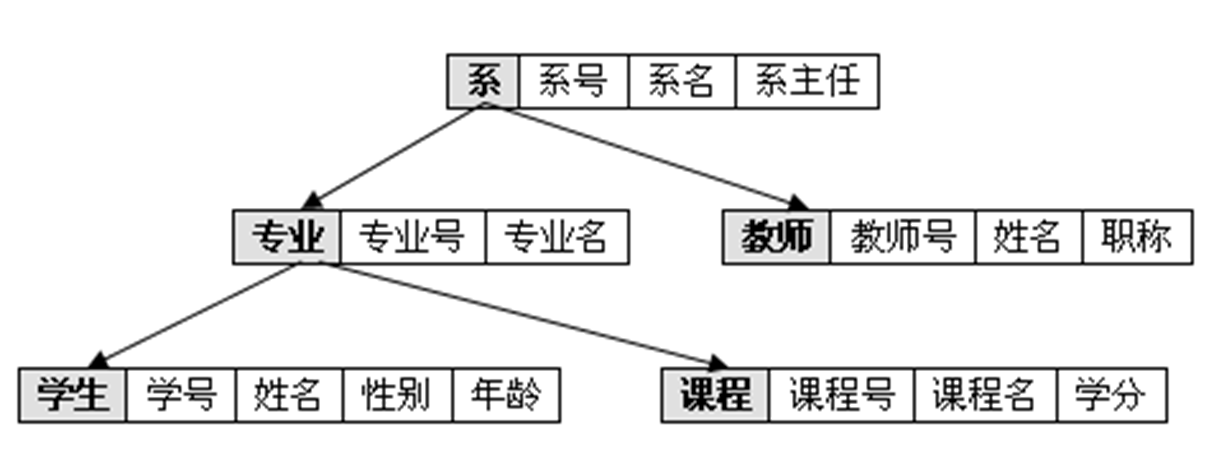 系 系号 系名 系主任
专业 专业号 专业名 教师 教师号 姓名 职称
学生 学号 姓名 性别 年龄 课程 课程号 课程名 学分